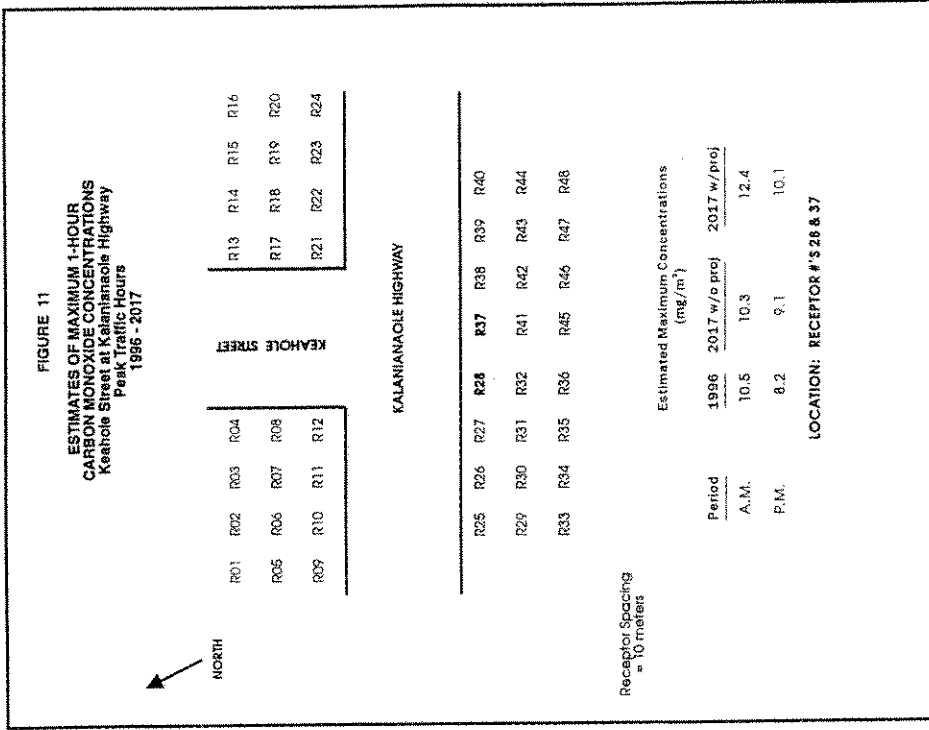 FIGURE 11
ESTIMATES OF MAXIMUM 1-HOUR
CARBON MONOXIDE CONCENTRATIONS
Keahole Street at Kalanianaole Highway
Peak Traffic Hours
1996 - 2017
NORTH
R01 R02 R03 R04 R13 R14 R15 R16
R05 R06 R07 R08 R17 R18 R19 R20
R09 R10 R11 R12 R21 R22 R23 R24
KEAHOLE STREET
KALANIANAOLE HIGHWAY
R25 R26 R27 R28 R37 R38 R39 R40
R29 R30 R31 R32 R41 R42 R43 R44
R33 R34 R35 R36 R45 R46 R47 R48
Receptor Spacing
= 10 meters
Estimated Maximum Concentrations
(mg/m³)
Period 1996 2017 w/o proj 2017 w/proj
A.M. 10.5 10.3 12.4
P.M. 8.2 9.1 10.1
LOCATION: RECEPTOR #'S 28 & 37